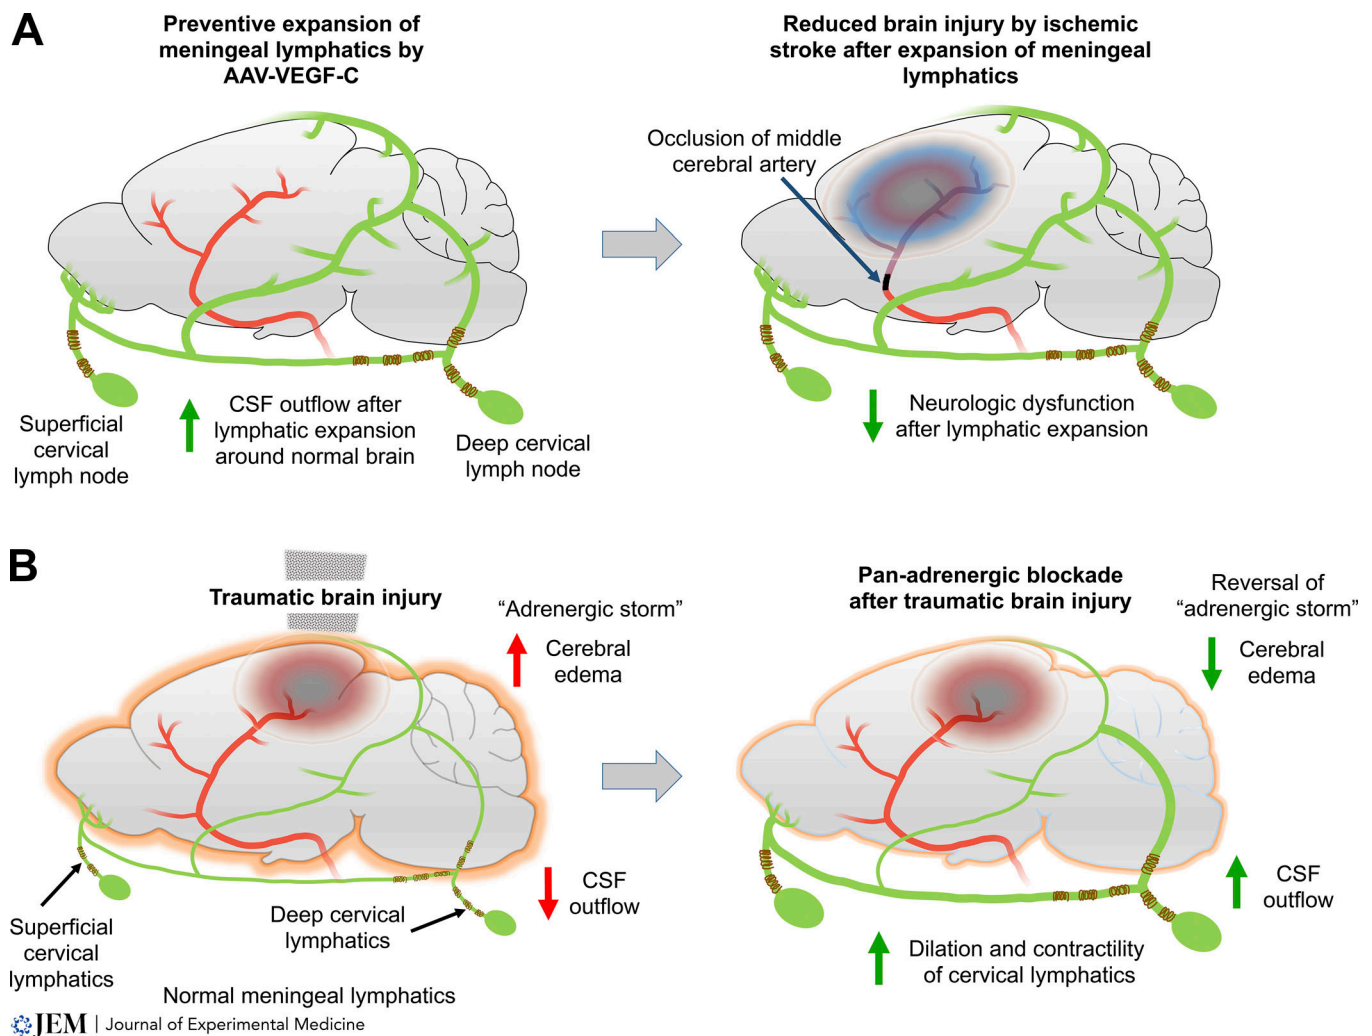 A
Preventive expansion of
meningeal lymphatics by
AAV-VEGF-C
Reduced brain injury by ischemic
stroke after expansion of meningeal
lymphatics
Occlusion of middle
cerebral artery
Superficial
cervical
lymph node
CSF outflow after
lymphatic expansion
around normal brain
Deep cervical
lymph node
Neurologic dysfunction
after lymphatic expansion
B
Traumatic brain injury
“Adrenergic storm”
Cerebral
edema
Pan-adrenergic blockade
after traumatic brain injury
Reversal of
“adrenergic storm”
Cerebral
edema
Superficial
cervical
lymphatics
Deep cervical
lymphatics
CSF
outflow
Normal meningeal lymphatics
CSF
outflow
Dilation and contractility
of cervical lymphatics
JEM | Journal of Experimental Medicine